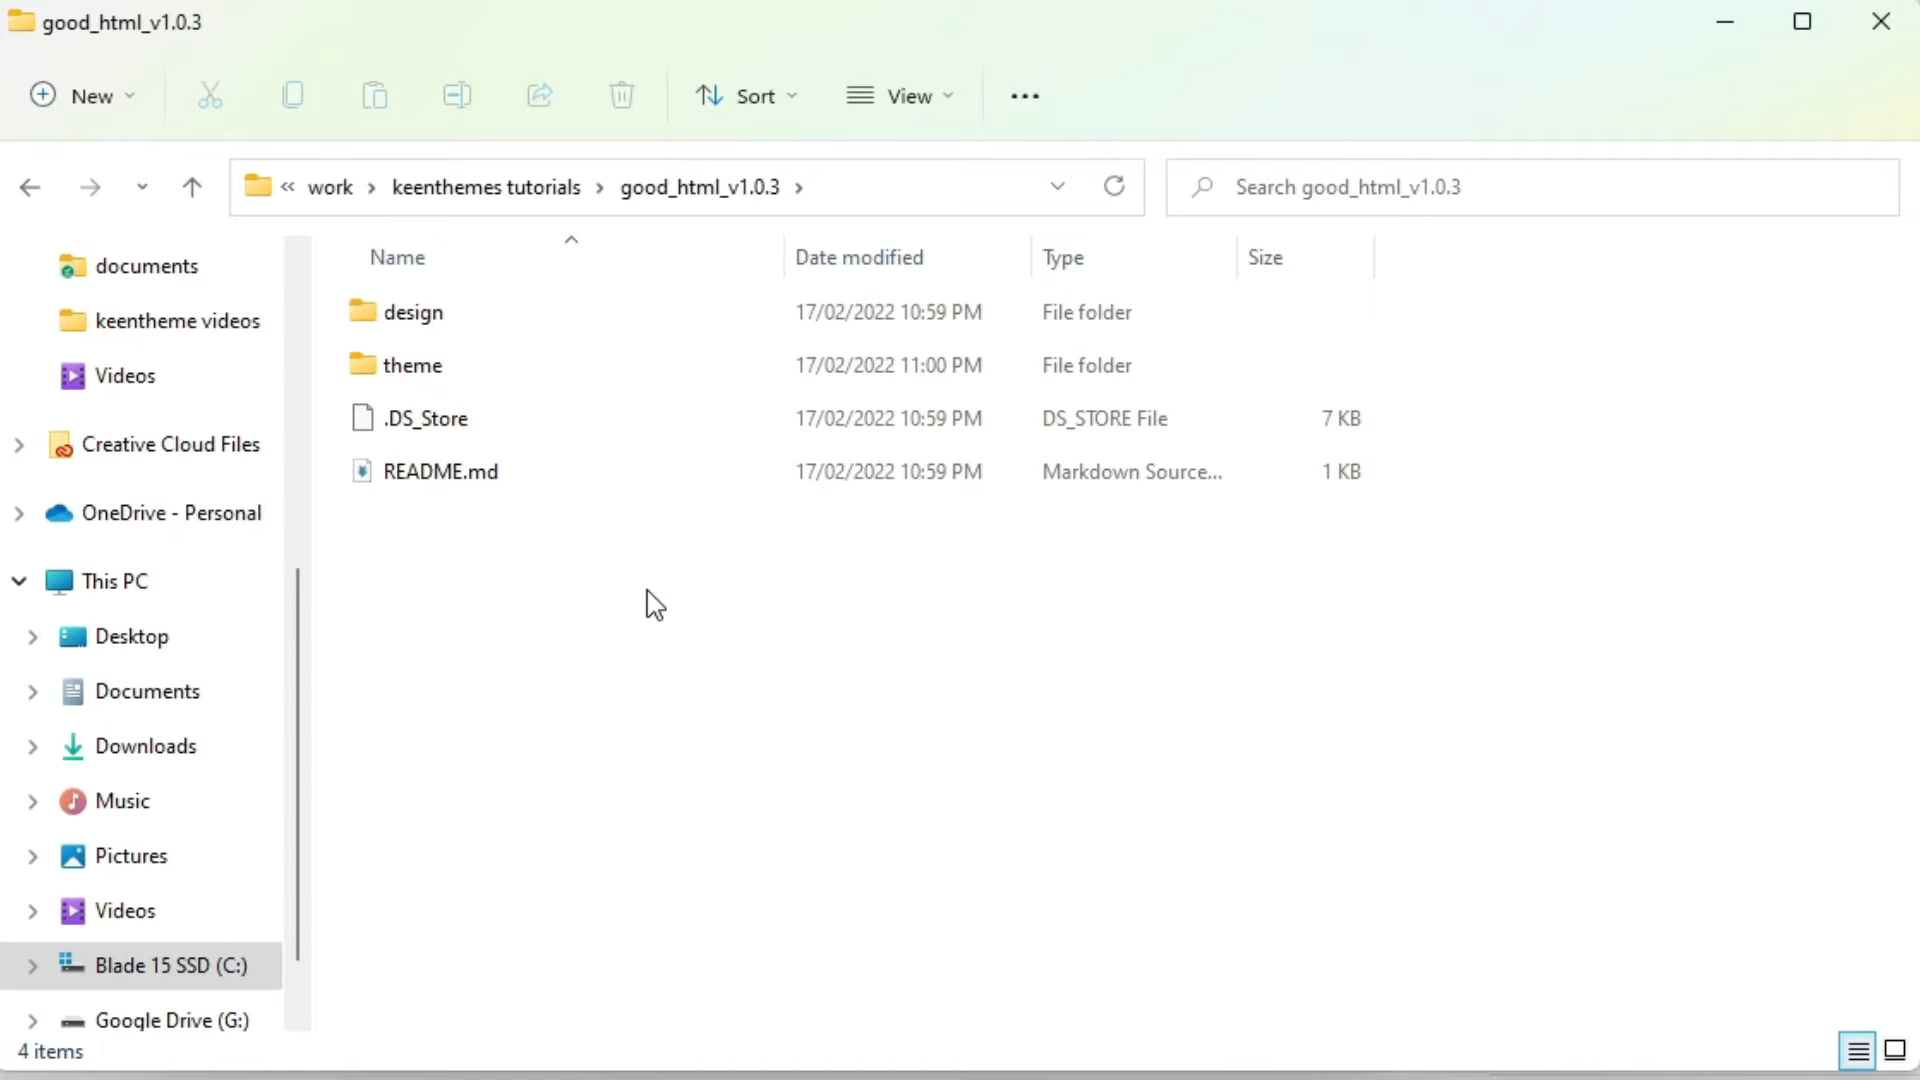 good_html_v1.0.3
New
Sort
View
work
keenthemes tutorials
good_html_v1.0.3
Search good_html_v1.0.3
documents
keentheme videos
Videos
Creative Cloud Files
OneDrive - Personal
This PC
Desktop
Documents
Downloads
Music
Pictures
Videos
Blade 15 SSD (C:)
Google Drive (G:)
Name Date modified Type Size
design 17/02/2022 10:59 PM File folder
theme 17/02/2022 11:00 PM File folder
.DS_Store 17/02/2022 10:59 PM DS_STORE File 7 KB
README.md 17/02/2022 10:59 PM Markdown Source... 1 KB
4 items